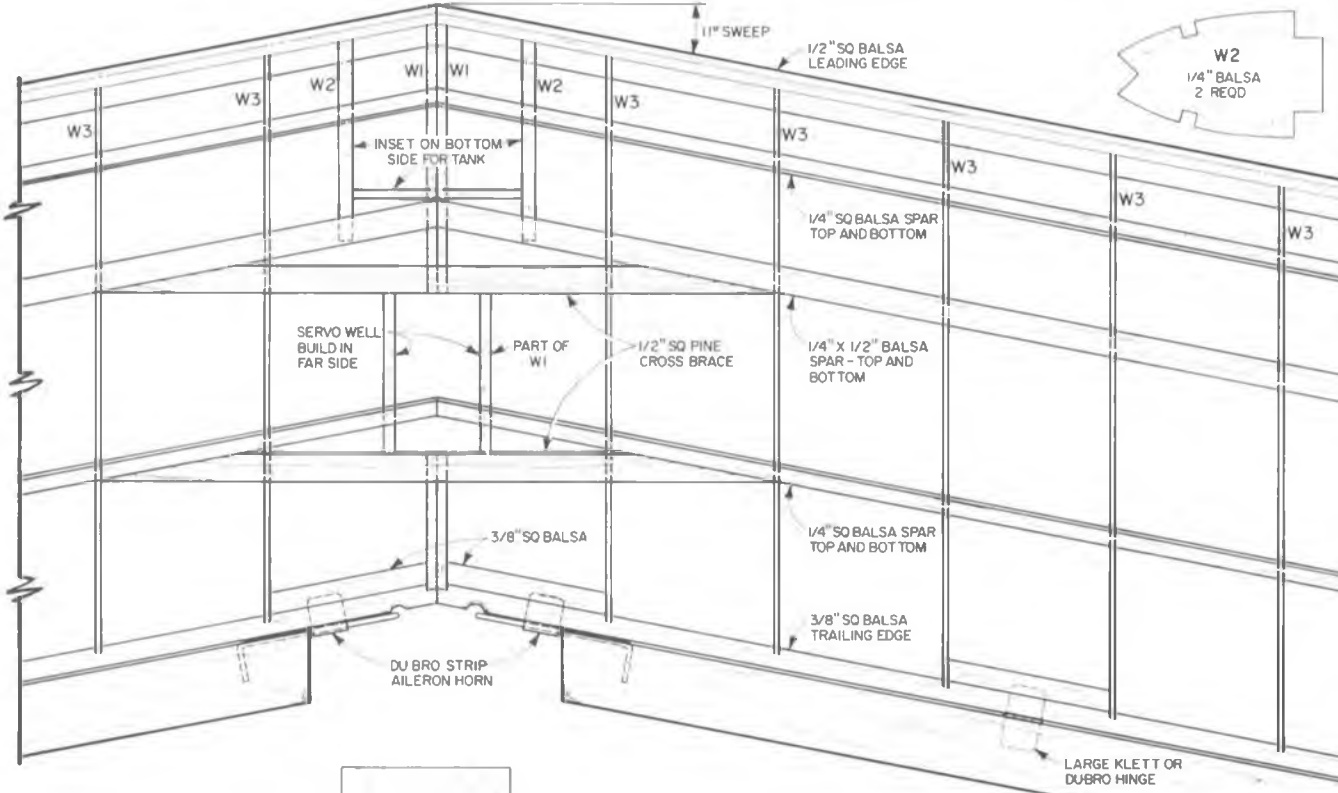 11" SWEEP
1/2" SQ BALSA
LEADING EDGE
W2
1/4" BALSA
2 REQD
W3
W3
W2
W1
W1
W2
W3
W3
W3
W3
W3
INSET ON BOTTOM
SIDE FOR TANK
1/4" SQ BALSA SPAR
TOP AND BOTTOM
SERVO WELL
BUILD IN
FAR SIDE
PART OF
W1
1/2" SQ PINE
CROSS BRACE
1/4" X 1/2" BALSA
SPAR - TOP AND
BOTTOM
3/8" SQ BALSA
1/4" SQ BALSA SPAR
TOP AND BOTTOM
3/8" SQ BALSA
TRAILING EDGE
DU BRO STRIP
AILERON HORN
LARGE KLETT OR
DUBRO HINGE